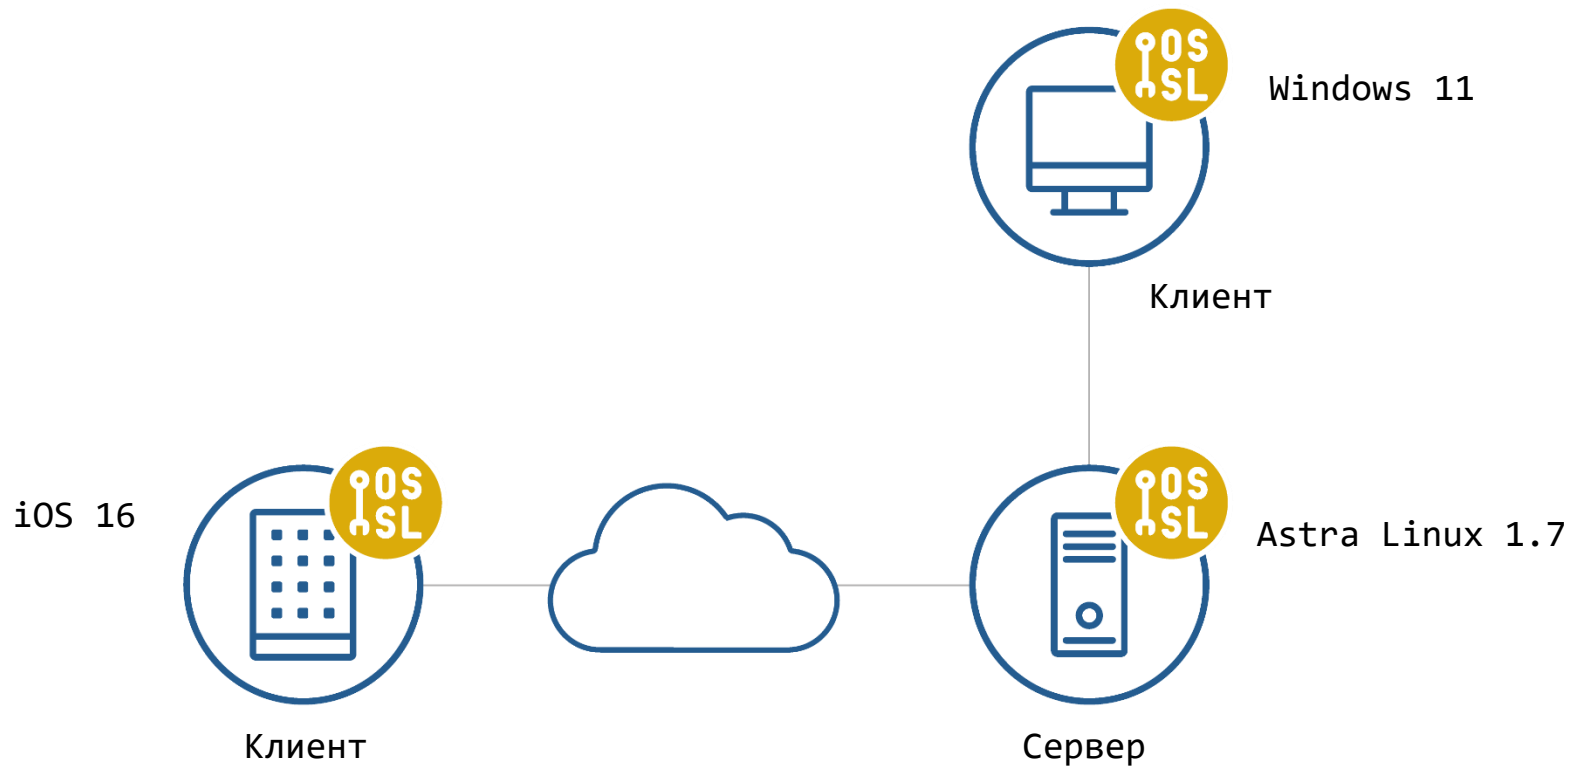 OS
SL
Windows 11
Клиент
OS
SL
iOS 16
OS
SL
Astra Linux 1.7
Клиент
Сервер